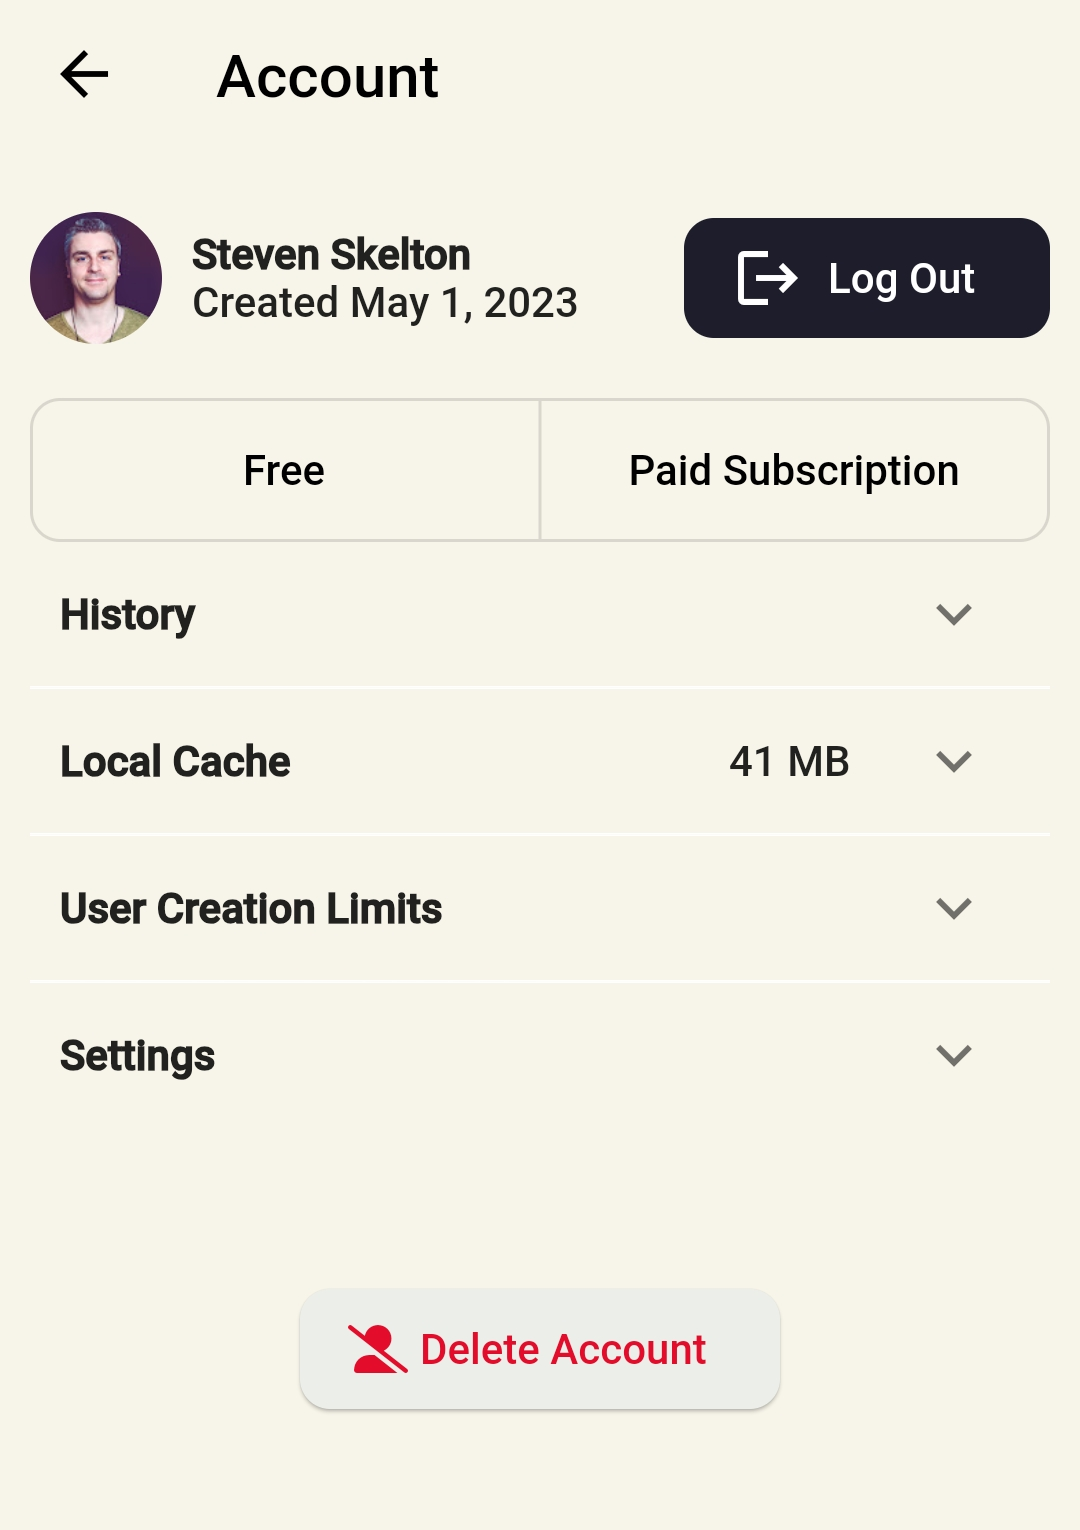 Account
Steven Skelton
Created May 1, 2023
Log Out
Free
Paid Subscription
History
Local Cache
41 MB
User Creation Limits
Settings
Delete Account